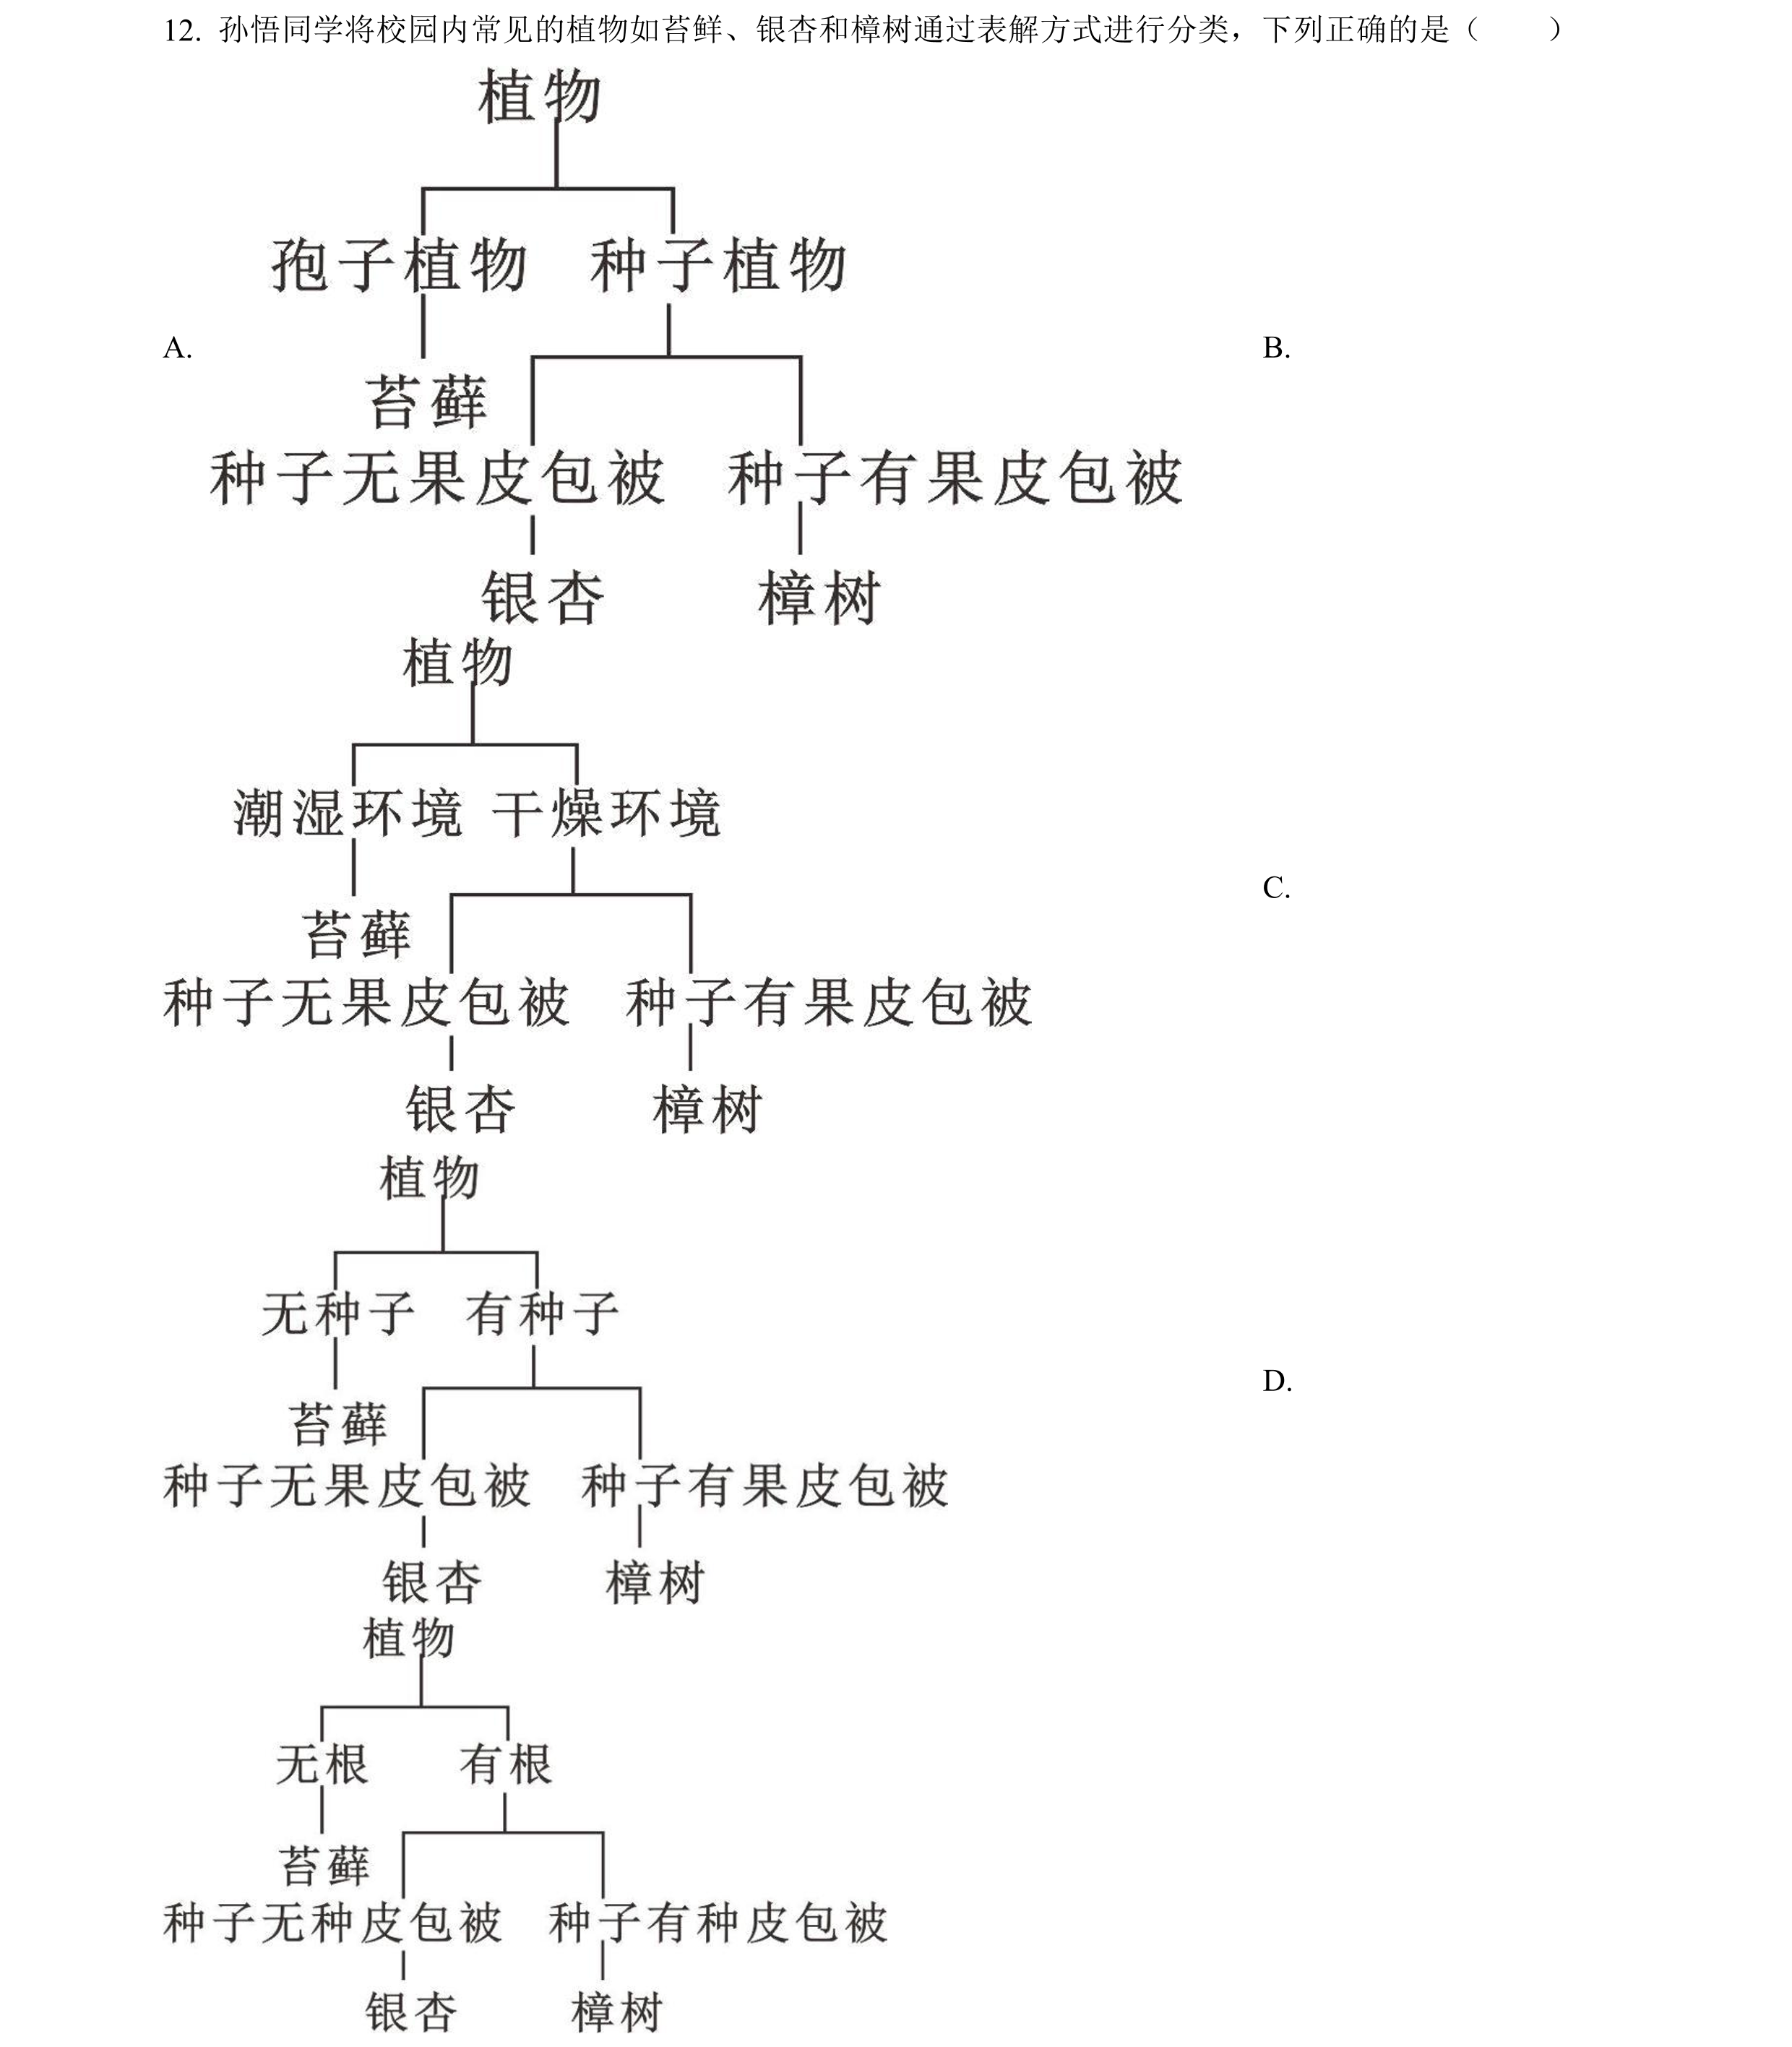 12. 孙悟同学将校园内常见的植物如苔鲜、银杏和樟树通过表解方式进行分类，下列正确的是（ ）
植物
孢子植物 种子植物
A. B.
苔藓
种子无果皮包被 种子有果皮包被
银杏 樟树
植物
潮湿环境 干燥环境
C.
苔藓
种子无果皮包被 种子有果皮包被
银杏 樟树
植物
无种子 有种子
D.
苔藓
种子无果皮包被 种子有果皮包被
银杏 樟树
植物
无根 有根
苔藓
种子无种皮包被 种子有种皮包被
银杏 樟树